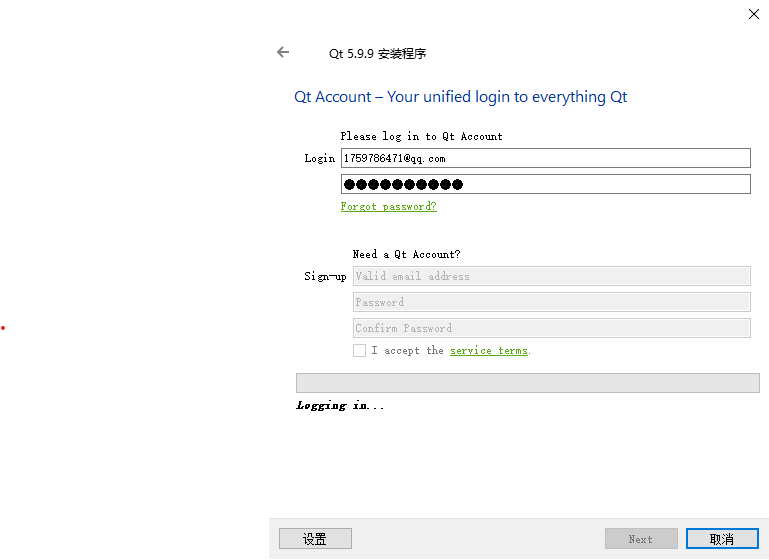 Qt 5.9.9 安装程序
Qt Account – Your unified login to everything Qt
Please log in to Qt Account
Login 1759786471@qq.com
●●●●●●●●●●
Forgot password?
Need a Qt Account?
Sign-up Valid email address
Password
Confirm Password
I accept the service terms.
Logging in...
设置 Next 取消